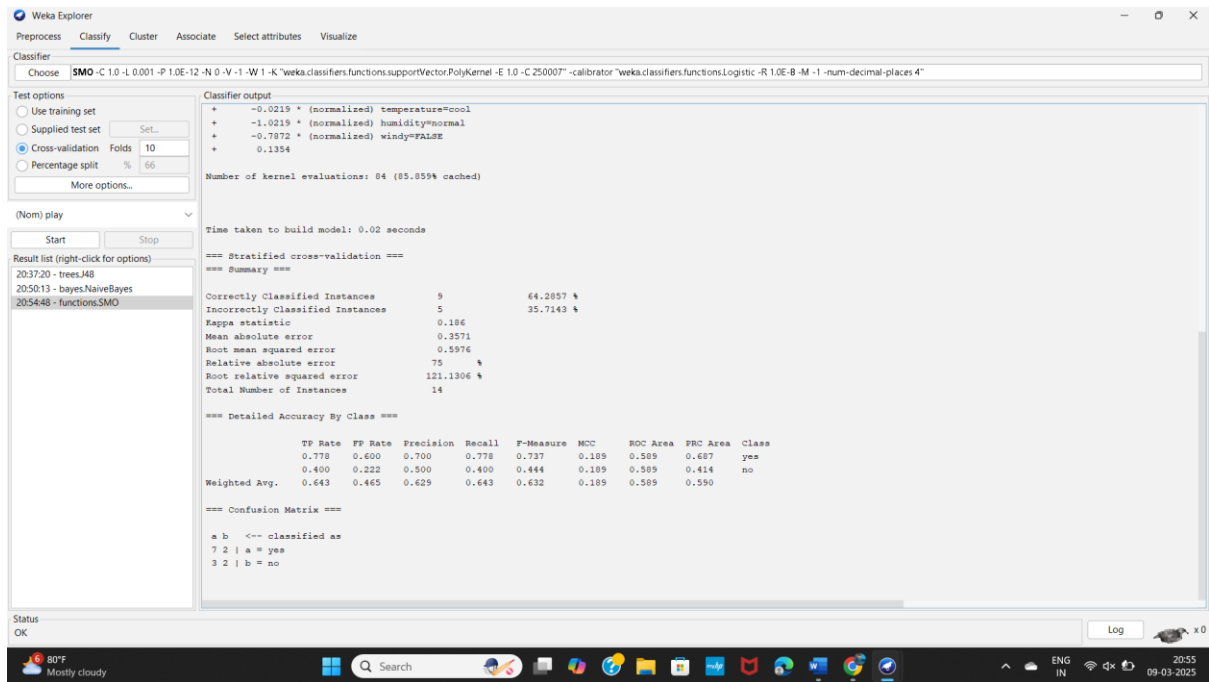 Weka Explorer
Preprocess Classify Cluster Associate Select attributes Visualize
Classifier
Choose SMO -C 1.0 -L 0.001 -P 1.0E-12 -N 0 -V -1 -W 1 -K "weka.classifiers.functions.supportVector.PolyKernel -E 1.0 -C 250007" -calibrator "weka.classifiers.functions.Logistic -R 1.0E-8 -M -1 -num-decimal-places 4"
Test options
Use training set
Supplied test set Set...
Cross-validation Folds 10
Percentage split % 66
More options...
(Nom) play
Start Stop
Result list (right-click for options)
20:37:20 - trees.J48
20:50:13 - bayes.NaiveBayes
20:54:48 - functions.SMO
Classifier output
+ -0.0219 * (normalized) temperature=cool
+ -1.0219 * (normalized) humidity=normal
+ -0.7872 * (normalized) windy=FALSE
+ 0.1354
Number of kernel evaluations: 84 (85.859% cached)
Time taken to build model: 0.02 seconds
=== Stratified cross-validation ===
=== Summary ===
Correctly Classified Instances 9 64.2857 %
Incorrectly Classified Instances 5 35.7143 %
Kappa statistic 0.186
Mean absolute error 0.3571
Root mean squared error 0.5976
Relative absolute error 75 %
Root relative squared error 121.1306 %
Total Number of Instances 14
=== Detailed Accuracy By Class ===
TP Rate FP Rate Precision Recall F-Measure MCC ROC Area PRC Area Class
0.778 0.600 0.700 0.778 0.737 0.189 0.589 0.687 yes
0.400 0.222 0.500 0.400 0.444 0.189 0.589 0.414 no
Weighted Avg. 0.643 0.465 0.629 0.643 0.632 0.189 0.589 0.590
=== Confusion Matrix ===
a b <-- classified as
7 2 | a = yes
3 2 | b = no
Status
OK
Log x 0
6 80°F
Mostly cloudy
Search
myhp
ENG
IN
20:55
09-03-2025